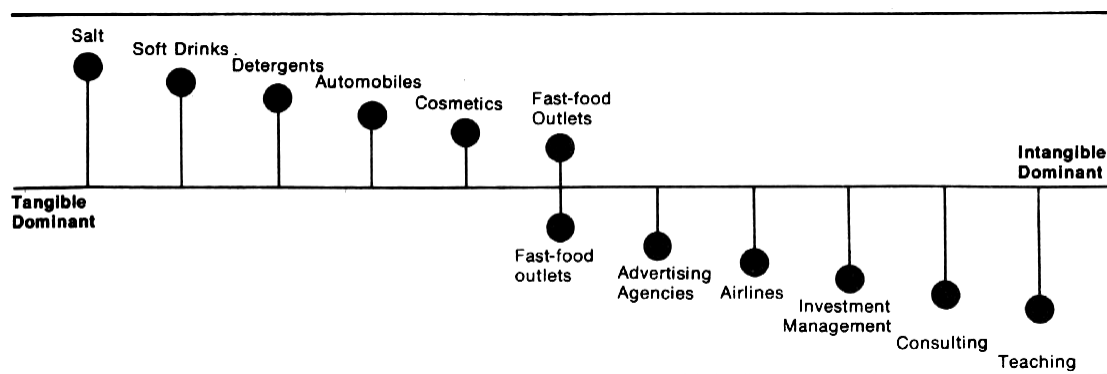 Salt
Soft Drinks
Detergents
Automobiles
Cosmetics
Fast-food
Outlets
Intangible
Dominant
Tangible
Dominant
Fast-food
outlets
Advertising
Agencies
Airlines
Investment
Management
Consulting
Teaching